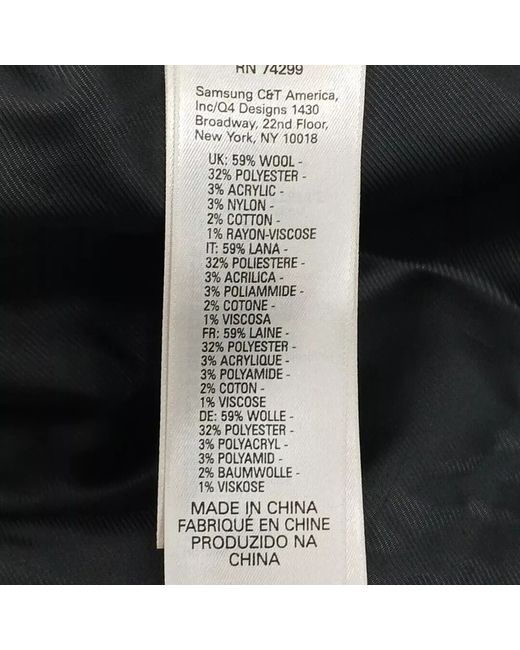 RN 74299
Samsung C&T America,
Inc/Q4 Designs 1430
Broadway, 22nd Floor,
New York, NY 10018
UK: 59% WOOL -
32% POLYESTER -
3% ACRYLIC -
3% NYLON -
2% COTTON -
1% RAYON-VISCOSE
IT: 59% LANA -
32% POLIESTERE -
3% ACRILICA -
3% POLIAMMIDE -
2% COTONE -
1% VISCOSA
FR: 59% LAINE -
32% POLYESTER -
3% ACRYLIQUE -
3% POLYAMIDE -
2% COTON -
1% VISCOSE
DE: 59% WOLLE -
32% POLYESTER -
3% POLYACRYL -
3% POLYAMID -
2% BAUMWOLLE -
1% VISKOSE
MADE IN CHINA
FABRIQUÉ EN CHINE
PRODUZIDO NA
CHINA